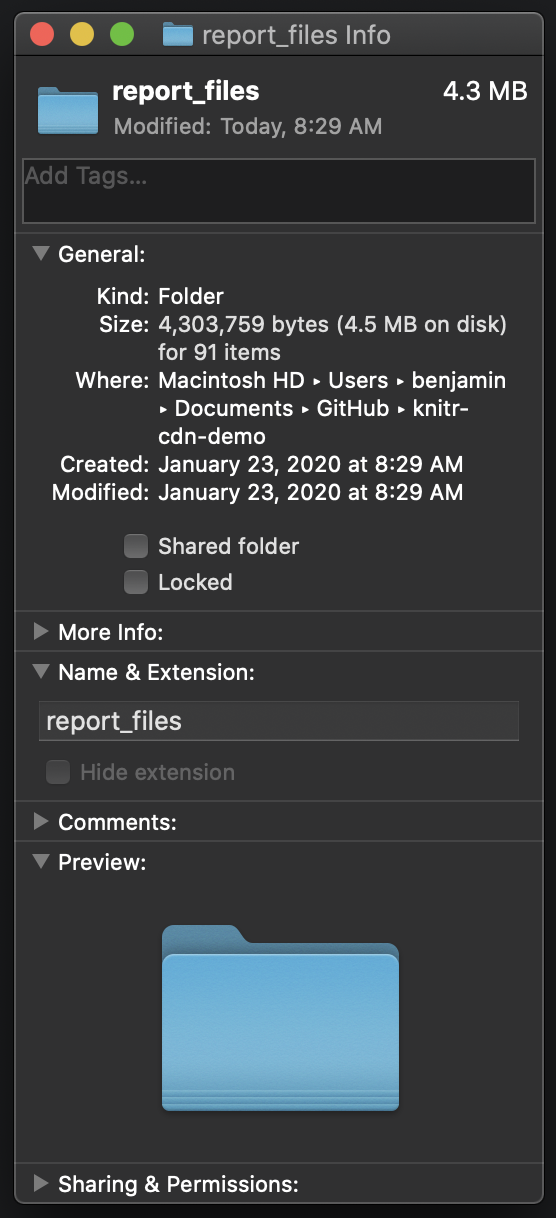 report_files Info
report_files 4.3 MB
Modified: Today, 8:29 AM
Add Tags...
General:
Kind: Folder
Size: 4,303,759 bytes (4.5 MB on disk)
for 91 items
Where: Macintosh HD ▸ Users ▸ benjamin
▸ Documents ▸ GitHub ▸ knitr-
cdn-demo
Created: January 23, 2020 at 8:29 AM
Modified: January 23, 2020 at 8:29 AM
Shared folder
Locked
More Info:
Name & Extension:
report_files
Hide extension
Comments:
Preview:
Sharing & Permissions: